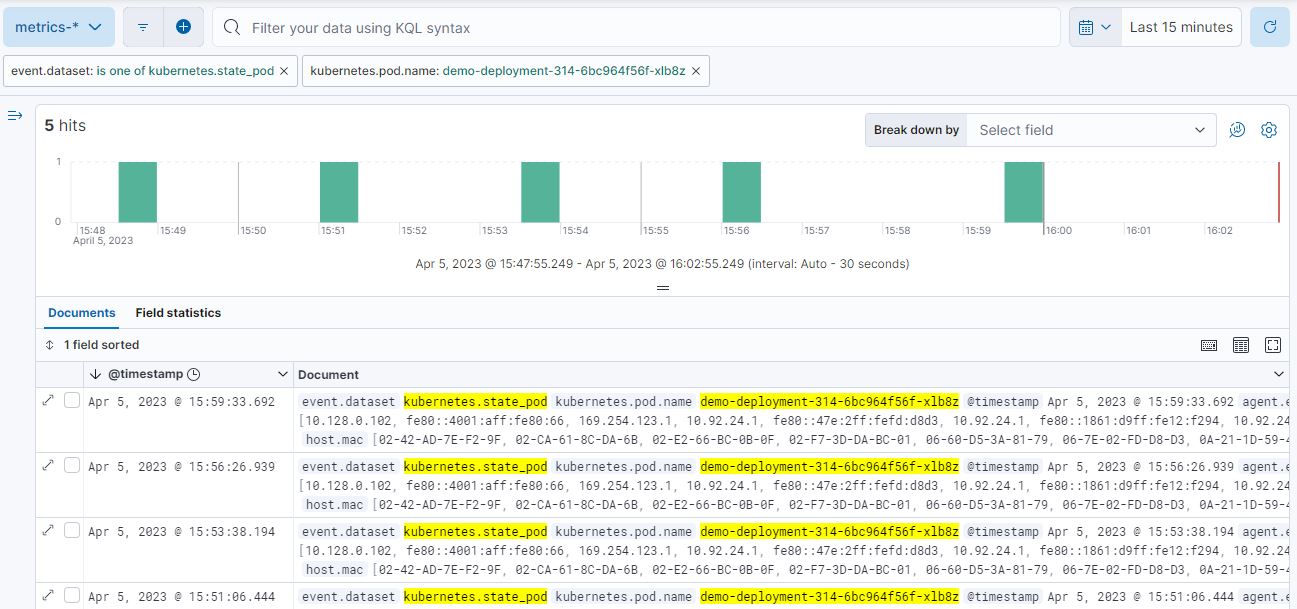 metrics-*
Filter your data using KQL syntax
Last 15 minutes
event.dataset: is one of kubernetes.state_pod ×
kubernetes.pod.name: demo-deployment-314-6bc964f56f-xlb8z ×
5 hits
Break down by
Select field
1
0
15:48 15:49 15:50 15:51 15:52 15:53 15:54 15:55 15:56 15:57 15:58 15:59 16:00 16:01 16:02
April 5, 2023
Apr 5, 2023 @ 15:47:55.249 - Apr 5, 2023 @ 16:02:55.249 (interval: Auto - 30 seconds)
Documents Field statistics
1 field sorted
@timestamp Document
Apr 5, 2023 @ 15:59:33.692 event.dataset kubernetes.state_pod kubernetes.pod.name demo-deployment-314-6bc964f56f-xlb8z @timestamp Apr 5, 2023 @ 15:59:33.692 agent.e
[10.128.0.102, fe80::4001:aff:fe80:66, 169.254.123.1, 10.92.24.1, fe80::47e:2ff:fefd:d8d3, 10.92.24.1, fe80::1861:d9ff:fe12:f294, 10.92.24
host.mac [02-42-AD-7E-F2-9F, 02-CA-61-8C-DA-6B, 02-E2-66-BC-0B-0F, 02-F7-3D-DA-BC-01, 06-60-D5-3A-81-79, 06-7E-02-FD-D8-D3, 0A-21-1D-59-4
Apr 5, 2023 @ 15:56:26.939 event.dataset kubernetes.state_pod kubernetes.pod.name demo-deployment-314-6bc964f56f-xlb8z @timestamp Apr 5, 2023 @ 15:56:26.939 agent.e
[10.128.0.102, fe80::4001:aff:fe80:66, 169.254.123.1, 10.92.24.1, fe80::47e:2ff:fefd:d8d3, 10.92.24.1, fe80::1861:d9ff:fe12:f294, 10.92.24
host.mac [02-42-AD-7E-F2-9F, 02-CA-61-8C-DA-6B, 02-E2-66-BC-0B-0F, 02-F7-3D-DA-BC-01, 06-60-D5-3A-81-79, 06-7E-02-FD-D8-D3, 0A-21-1D-59-4
Apr 5, 2023 @ 15:53:38.194 event.dataset kubernetes.state_pod kubernetes.pod.name demo-deployment-314-6bc964f56f-xlb8z @timestamp Apr 5, 2023 @ 15:53:38.194 agent.e
[10.128.0.102, fe80::4001:aff:fe80:66, 169.254.123.1, 10.92.24.1, fe80::47e:2ff:fefd:d8d3, 10.92.24.1, fe80::1861:d9ff:fe12:f294, 10.92.24
host.mac [02-42-AD-7E-F2-9F, 02-CA-61-8C-DA-6B, 02-E2-66-BC-0B-0F, 02-F7-3D-DA-BC-01, 06-60-D5-3A-81-79, 06-7E-02-FD-D8-D3, 0A-21-1D-59-4
Apr 5, 2023 @ 15:51:06.444 event.dataset kubernetes.state_pod kubernetes.pod.name demo-deployment-314-6bc964f56f-xlb8z @timestamp Apr 5, 2023 @ 15:51:06.444 agent.e